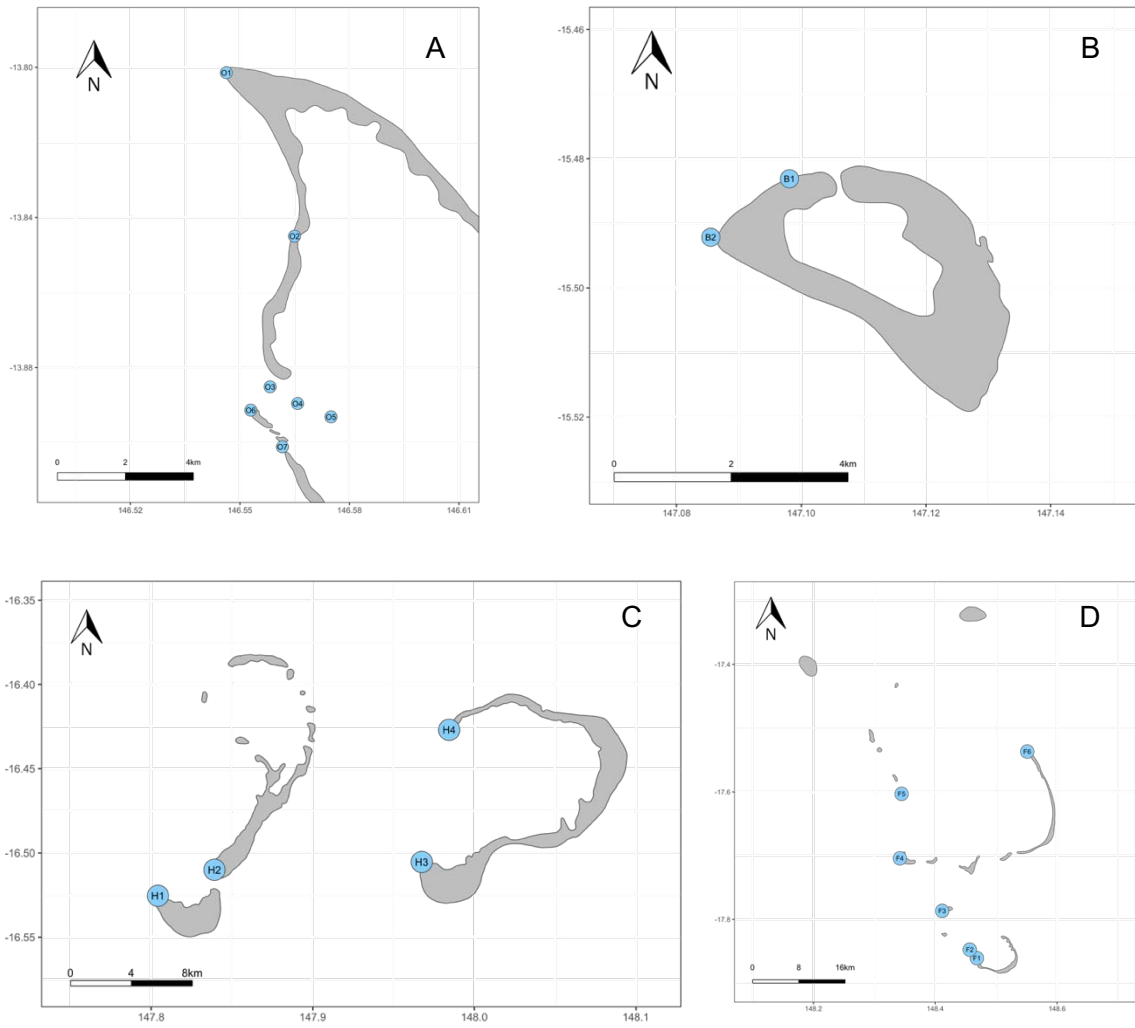 A
N
-13.80
-13.84
-13.88
O1
O2
O3
O4
O5
O6
O7
0 2 4km
146.52 146.55 146.58 146.61
B
N
-15.46
-15.48
-15.50
-15.52
B1
B2
0 2 4km
147.08 147.10 147.12 147.14
C
N
-16.35
-16.40
-16.45
-16.50
-16.55
H4
H3
H2
H1
0 4 8km
147.8 147.9 148.0 148.1
D
N
-17.4
-17.6
-17.8
F6
F5
F4
F3
F2
F1
0 8 16km
148.2 148.4 148.6